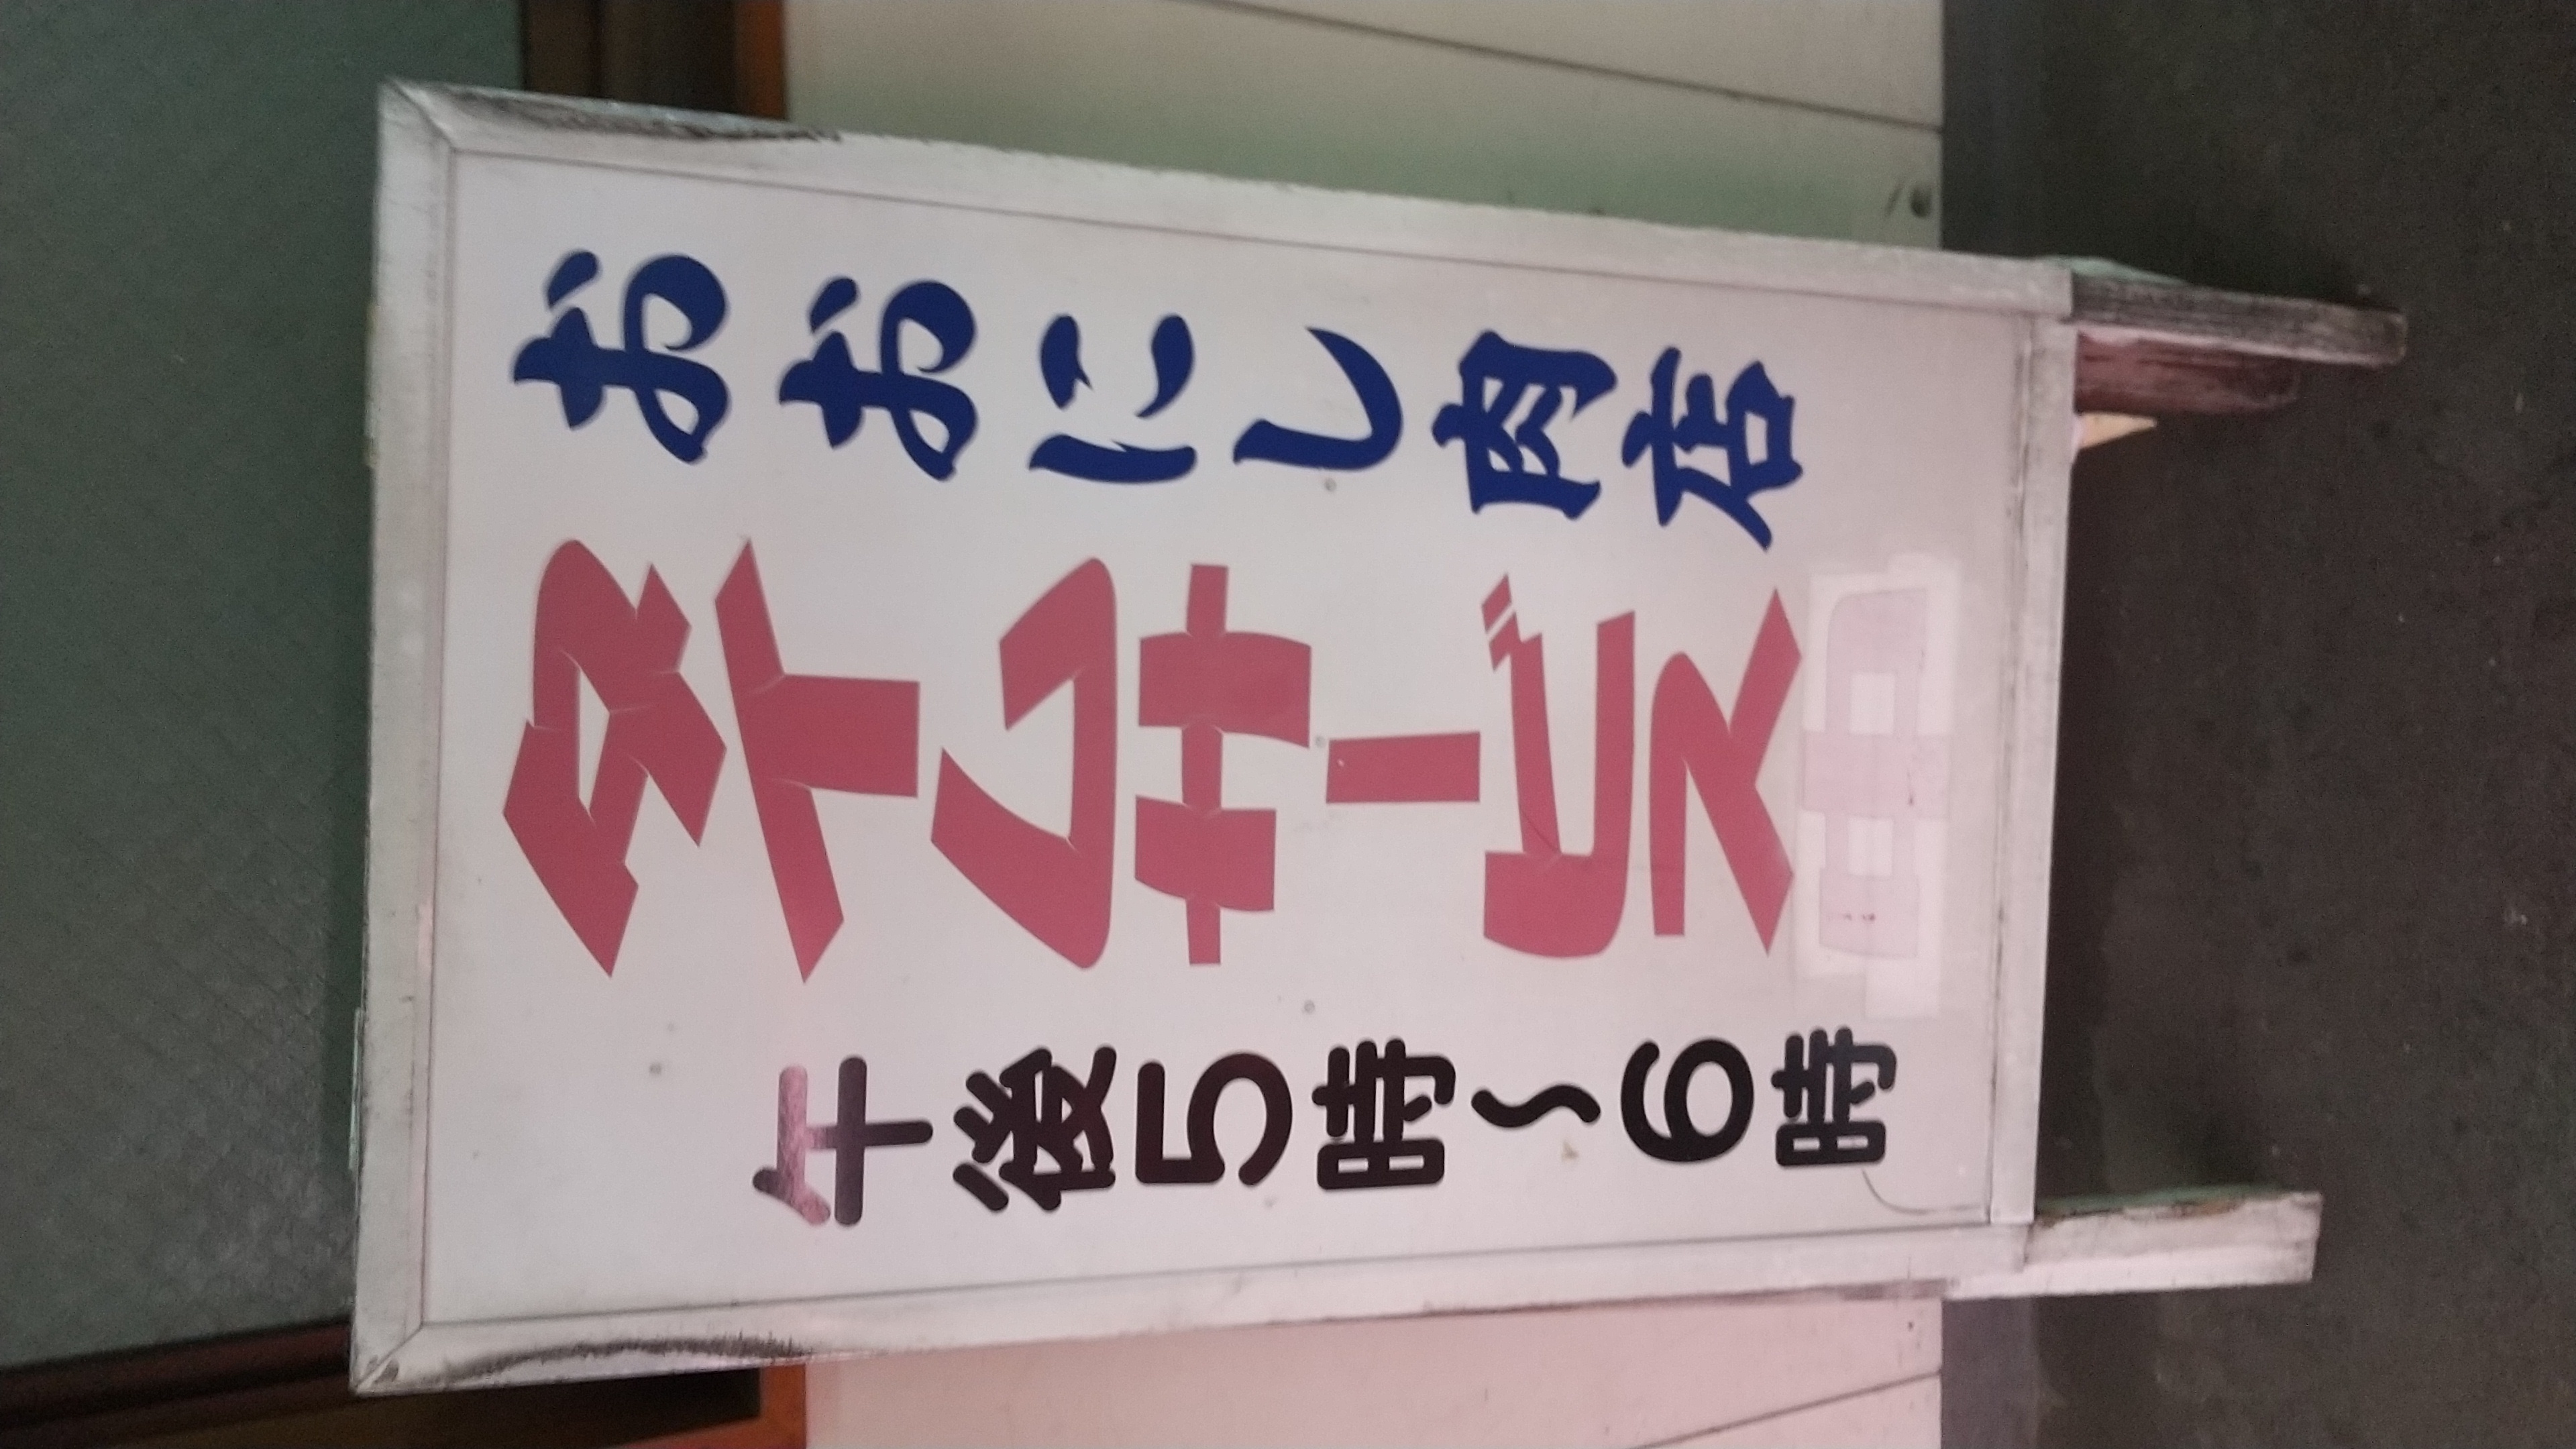 おおにし肉店
タイムサービス中
午後5時～6時